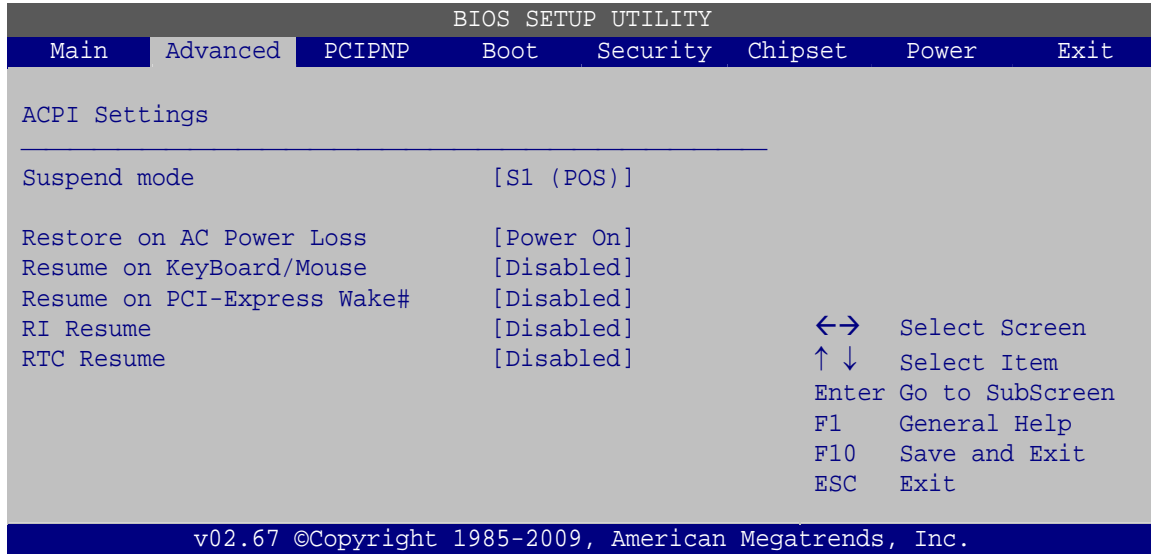 BIOS SETUP UTILITY
Main Advanced PCIPNP Boot Security Chipset Power Exit
ACPI Settings
Suspend mode [S1 (POS)]
Restore on AC Power Loss [Power On]
Resume on KeyBoard/Mouse [Disabled]
Resume on PCI-Express Wake# [Disabled]
RI Resume [Disabled]
RTC Resume [Disabled]
←→ Select Screen
↑ ↓ Select Item
Enter Go to SubScreen
F1 General Help
F10 Save and Exit
ESC Exit
v02.67 ©Copyright 1985-2009, American Megatrends, Inc.